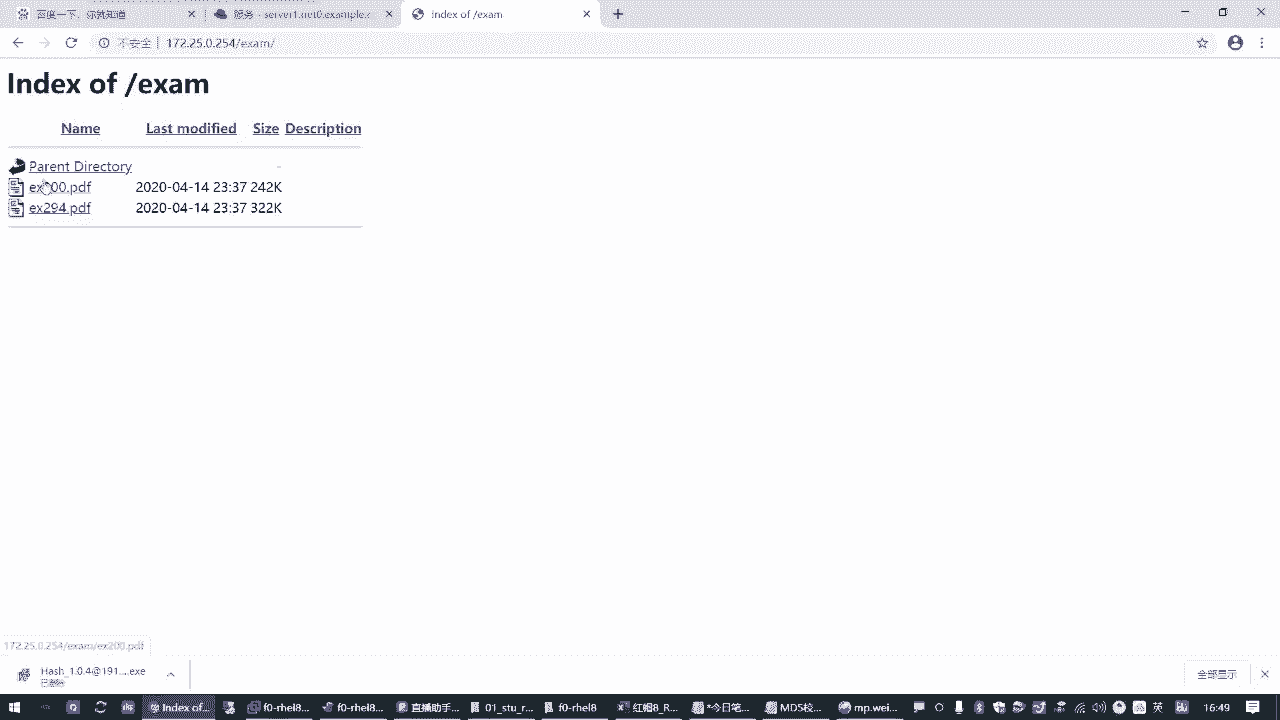 百度一下，你就知道
服务 - server1.net0.example.c
Index of /exam
不安全
172.25.0.254/exam/
Index of /exam
Name Last modified Size Description
Parent Directory -
ex200.pdf 2020-04-14 23:37 242K
ex294.pdf 2020-04-14 23:37 322K
172.25.0.254/exam/ex200.pdf
Hash_1.0.4@191....exe
已删除
全部显示
Index of
f0-rhel8...
f0-rhel8...
直播助手...
01_stu_r...
f0-rhel8
红帽8_R...
*今日笔...
MD5校...
mp.wei...
英
16:49